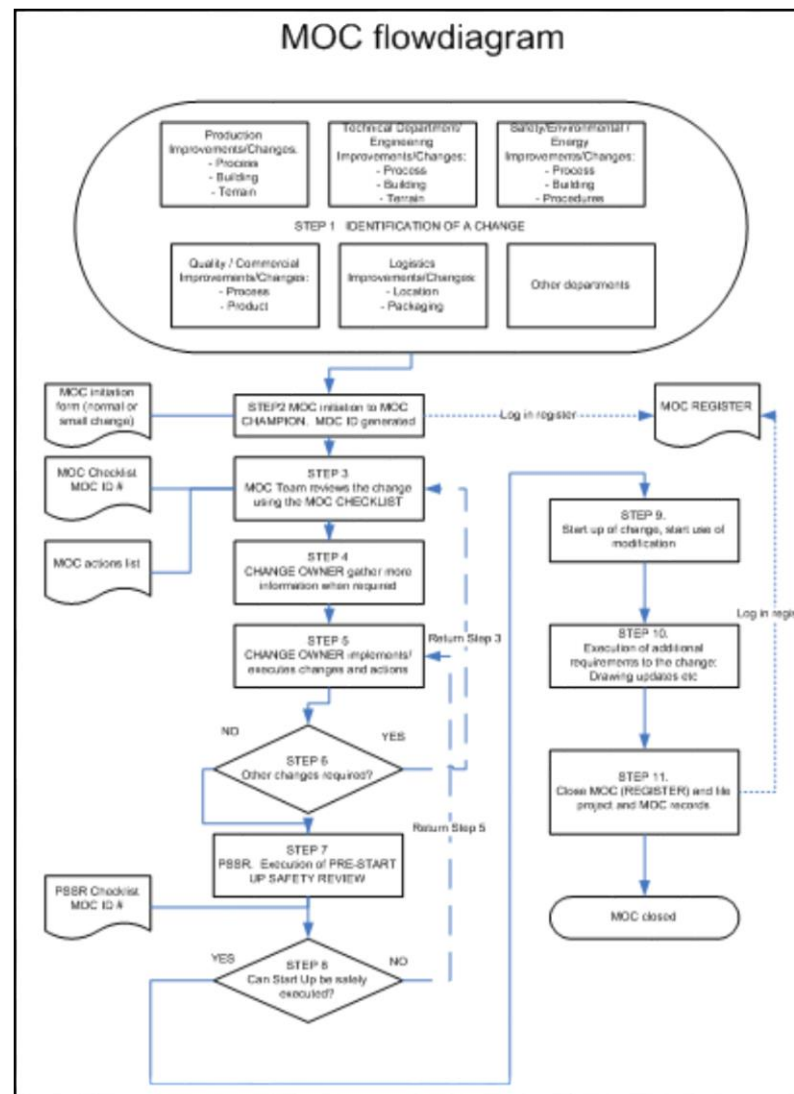 MOC flowdiagram
Production
Improvements/Changes:
- Process
- Building
- Terrain
Technical Department/
Engineering
Improvements/Changes:
- Process
- Building
- Terrain
Safety/Environmental /
Energy
Improvements/Changes:
- Process
- Building
- Procedures
STEP 1 IDENTIFICATION OF A CHANGE
Quality / Commercial
Improvements/Changes:
- Process
- Product
Logistics
Improvements/Changes:
- Location
- Packaging
Other departments
MOC initiation
form (normal or
small change)
STEP2 MOC initiation to MOC
CHAMPION. MOC ID generated
Log in register
MOC REGISTER
MOC Checklist
MOC ID #
STEP 3
MOC Team reviews the change
using the MOC CHECKLIST
MOC actions list
STEP 4
CHANGE OWNER gather more
information when required
STEP 5
CHANGE OWNER implements/
executes changes and actions
Return Step 3
NO
YES
STEP 6
Other changes required?
Return Step 5
STEP 7
PSSR. Execution of PRE-START
UP SAFETY REVIEW
PSSR Checklist
MOC ID #
YES
NO
STEP 8
Can Start Up be safely
executed?
STEP 9.
Start up of change, start use of
modification
Log in regis
STEP 10.
Execution of additional
requirements to the change:
Drawing updates etc
STEP 11.
Close MOC (REGISTER) and file
project and MOC records
MOC closed